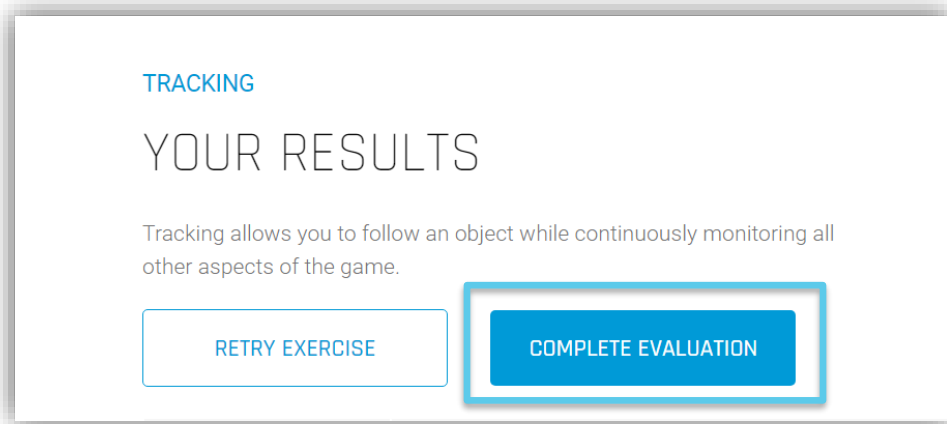 TRACKING
YOUR RESULTS
Tracking allows you to follow an object while continuously monitoring all
other aspects of the game.
RETRY EXERCISE
COMPLETE EVALUATION